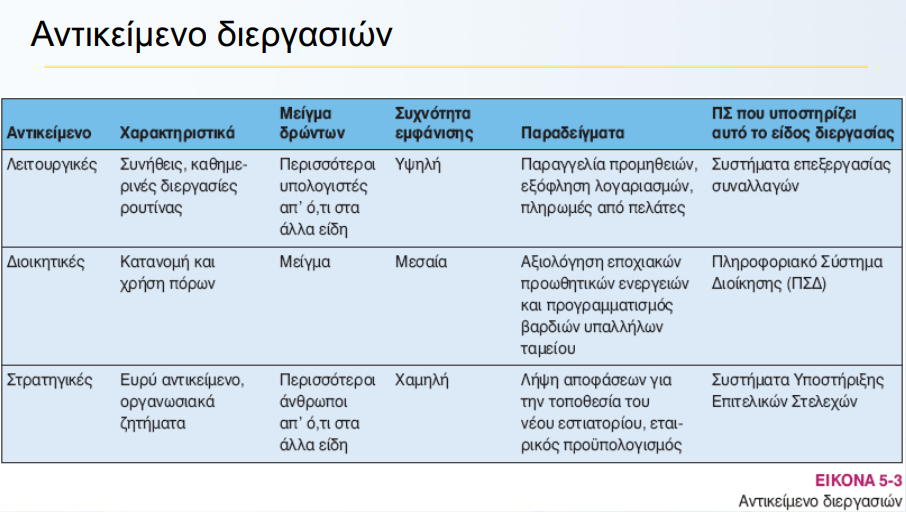 Αντικείμενο διεργασιών
Αντικείμενο
Χαρακτηριστικά
Μείγμα
δρώντων
Συχνότητα
εμφάνισης
Παραδείγματα
ΠΣ που υποστηρίζει
αυτό το είδος διεργασίας
Λειτουργικές
Συνήθεις, καθημε-
ρινές διεργασίες
ρουτίνας
Περισσότεροι
υπολογιστές
απ’ ό,τι στα
άλλα είδη
Υψηλή
Παραγγελία προμηθειών,
εξόφληση λογαριασμών,
πληρωμές από πελάτες
Συστήματα επεξεργασίας
συναλλαγών
Διοικητικές
Κατανομή και
χρήση πόρων
Μείγμα
Μεσαία
Αξιολόγηση εποχιακών
προωθητικών ενεργειών
και προγραμματισμός
βαρδιών υπαλλήλων
ταμείου
Πληροφοριακό Σύστημα
Διοίκησης (ΠΣΔ)
Στρατηγικές
Ευρύ αντικείμενο,
οργανωσιακά
ζητήματα
Περισσότεροι
άνθρωποι
απ’ ό,τι στα
άλλα είδη
Χαμηλή
Λήψη αποφάσεων για
την τοποθεσία του
νέου εστιατορίου, εται-
ρικός προϋπολογισμός
Συστήματα Υποστήριξης
Επιτελικών Στελεχών
ΕΙΚΟΝΑ 5-3
Αντικείμενο διεργασιών